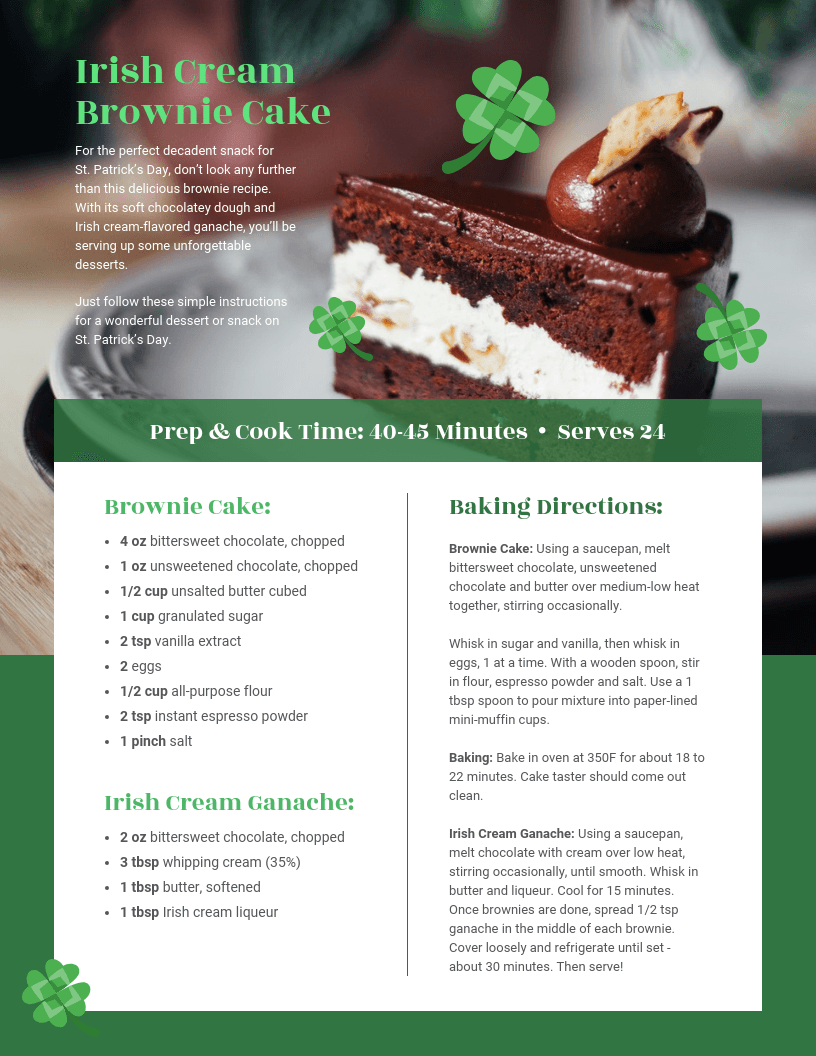 Irish Cream
Brownie Cake
For the perfect decadent snack for
St. Patrick's Day, don't look any further
than this delicious brownie recipe.
With its soft chocolatey dough and
Irish cream-flavored ganache, you'll be
serving up some unforgettable
desserts.
Just follow these simple instructions
for a wonderful dessert or snack on
St. Patrick's Day.
Prep & Cook Time: 40-45 Minutes • Serves 24
Brownie Cake:
• 4 oz bittersweet chocolate, chopped
• 1 oz unsweetened chocolate, chopped
• 1/2 cup unsalted butter cubed
• 1 cup granulated sugar
• 2 tsp vanilla extract
• 2 eggs
• 1/2 cup all-purpose flour
• 2 tsp instant espresso powder
• 1 pinch salt
Irish Cream Ganache:
• 2 oz bittersweet chocolate, chopped
• 3 tbsp whipping cream (35%)
• 1 tbsp butter, softened
• 1 tbsp Irish cream liqueur
Baking Directions:
Brownie Cake: Using a saucepan, melt
bittersweet chocolate, unsweetened
chocolate and butter over medium-low heat
together, stirring occasionally.
Whisk in sugar and vanilla, then whisk in
eggs, 1 at a time. With a wooden spoon, stir
in flour, espresso powder and salt. Use a 1
tbsp spoon to pour mixture into paper-lined
mini-muffin cups.
Baking: Bake in oven at 350F for about 18 to
22 minutes. Cake taster should come out
clean.
Irish Cream Ganache: Using a saucepan,
melt chocolate with cream over low heat,
stirring occasionally, until smooth. Whisk in
butter and liqueur. Cool for 15 minutes.
Once brownies are done, spread 1/2 tsp
ganache in the middle of each brownie.
Cover loosely and refrigerate until set -
about 30 minutes. Then serve!